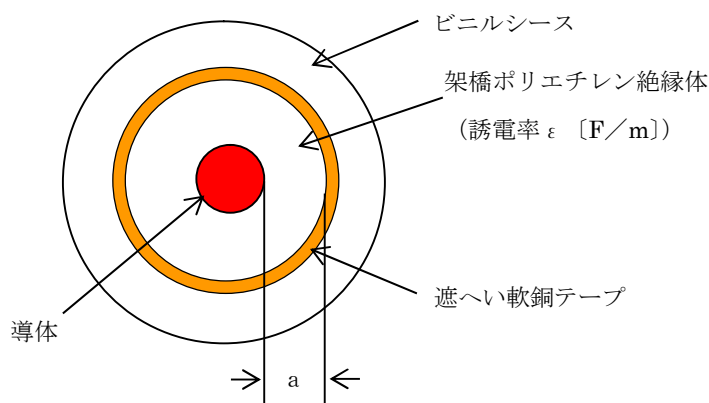 ビニルシース
架橋ポリエチレン絶縁体
（誘電率 ε 〔F／m〕）
遮へい軟銅テープ
導体
a